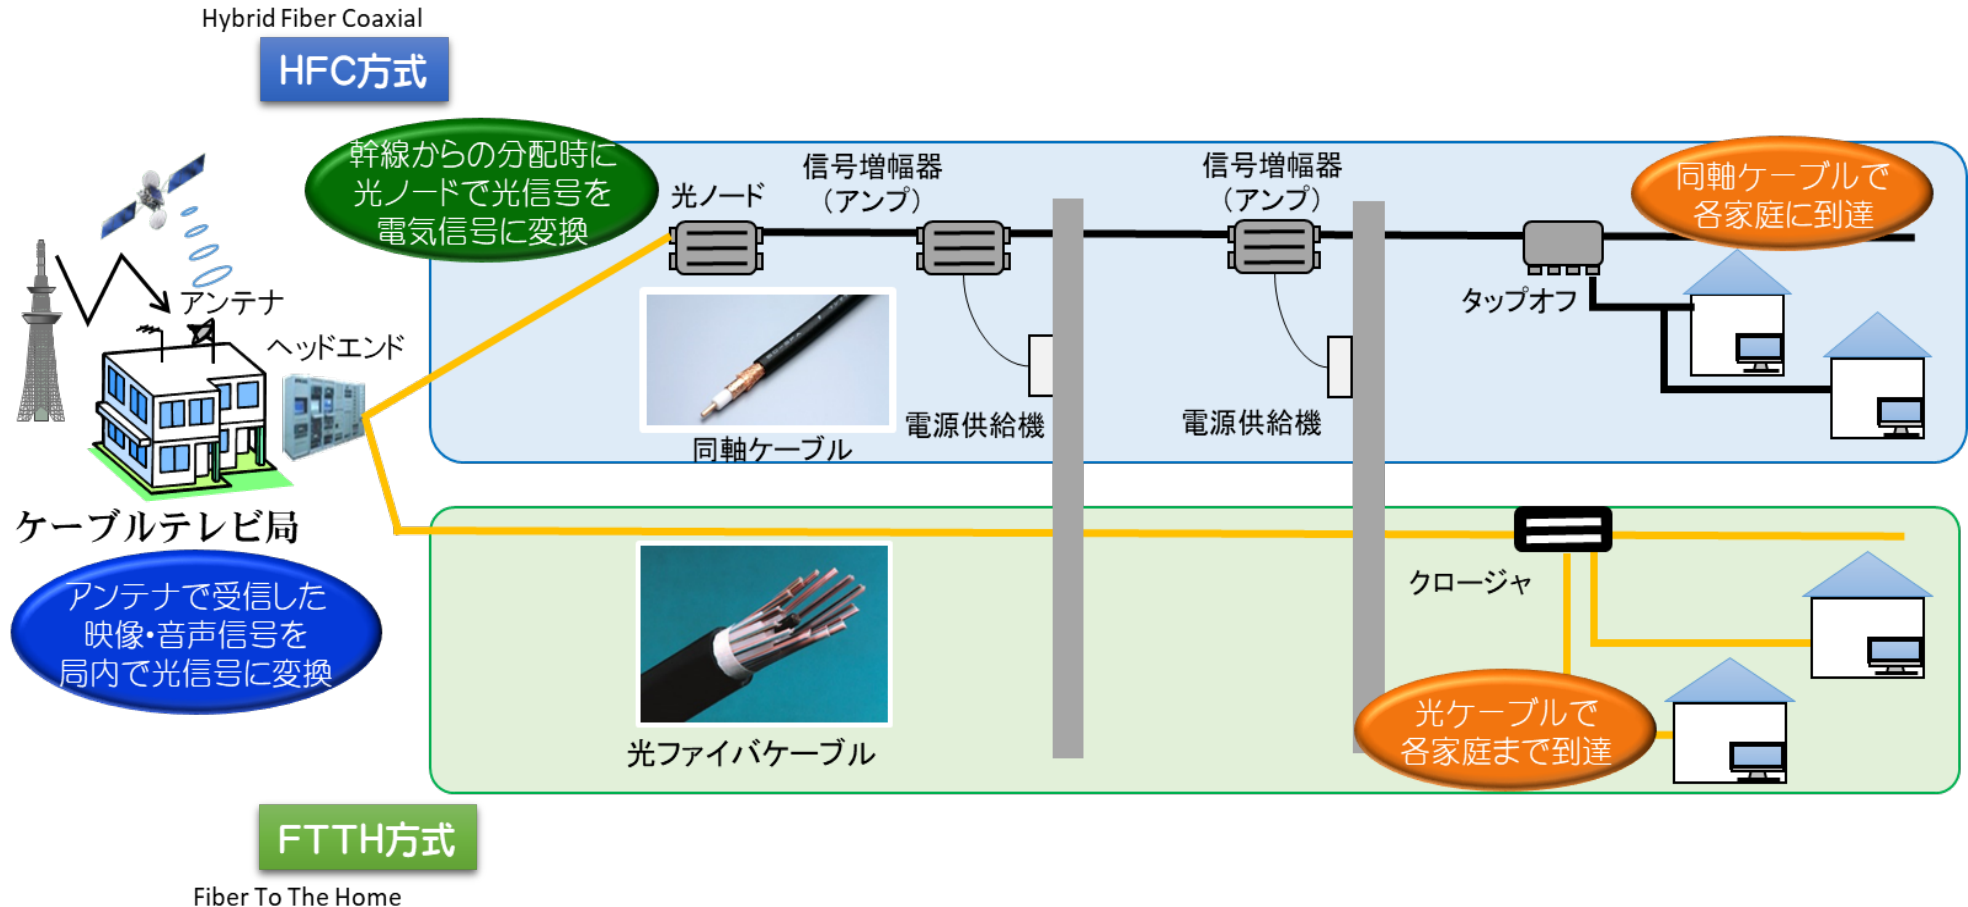 Hybrid Fiber Coaxial
HFC方式
幹線からの分配時に
光ノードで光信号を
電気信号に変換
光ノード
信号増幅器
（アンプ）
信号増幅器
（アンプ）
同軸ケーブルで
各家庭に到達
タップオフ
アンテナ
ヘッドエンド
電源供給機
電源供給機
同軸ケーブル
ケーブルテレビ局
アンテナで受信した
映像・音声信号を
局内で光信号に変換
クロージャ
光ファイバケーブル
光ケーブルで
各家庭まで到達
FTTH方式
Fiber To The Home